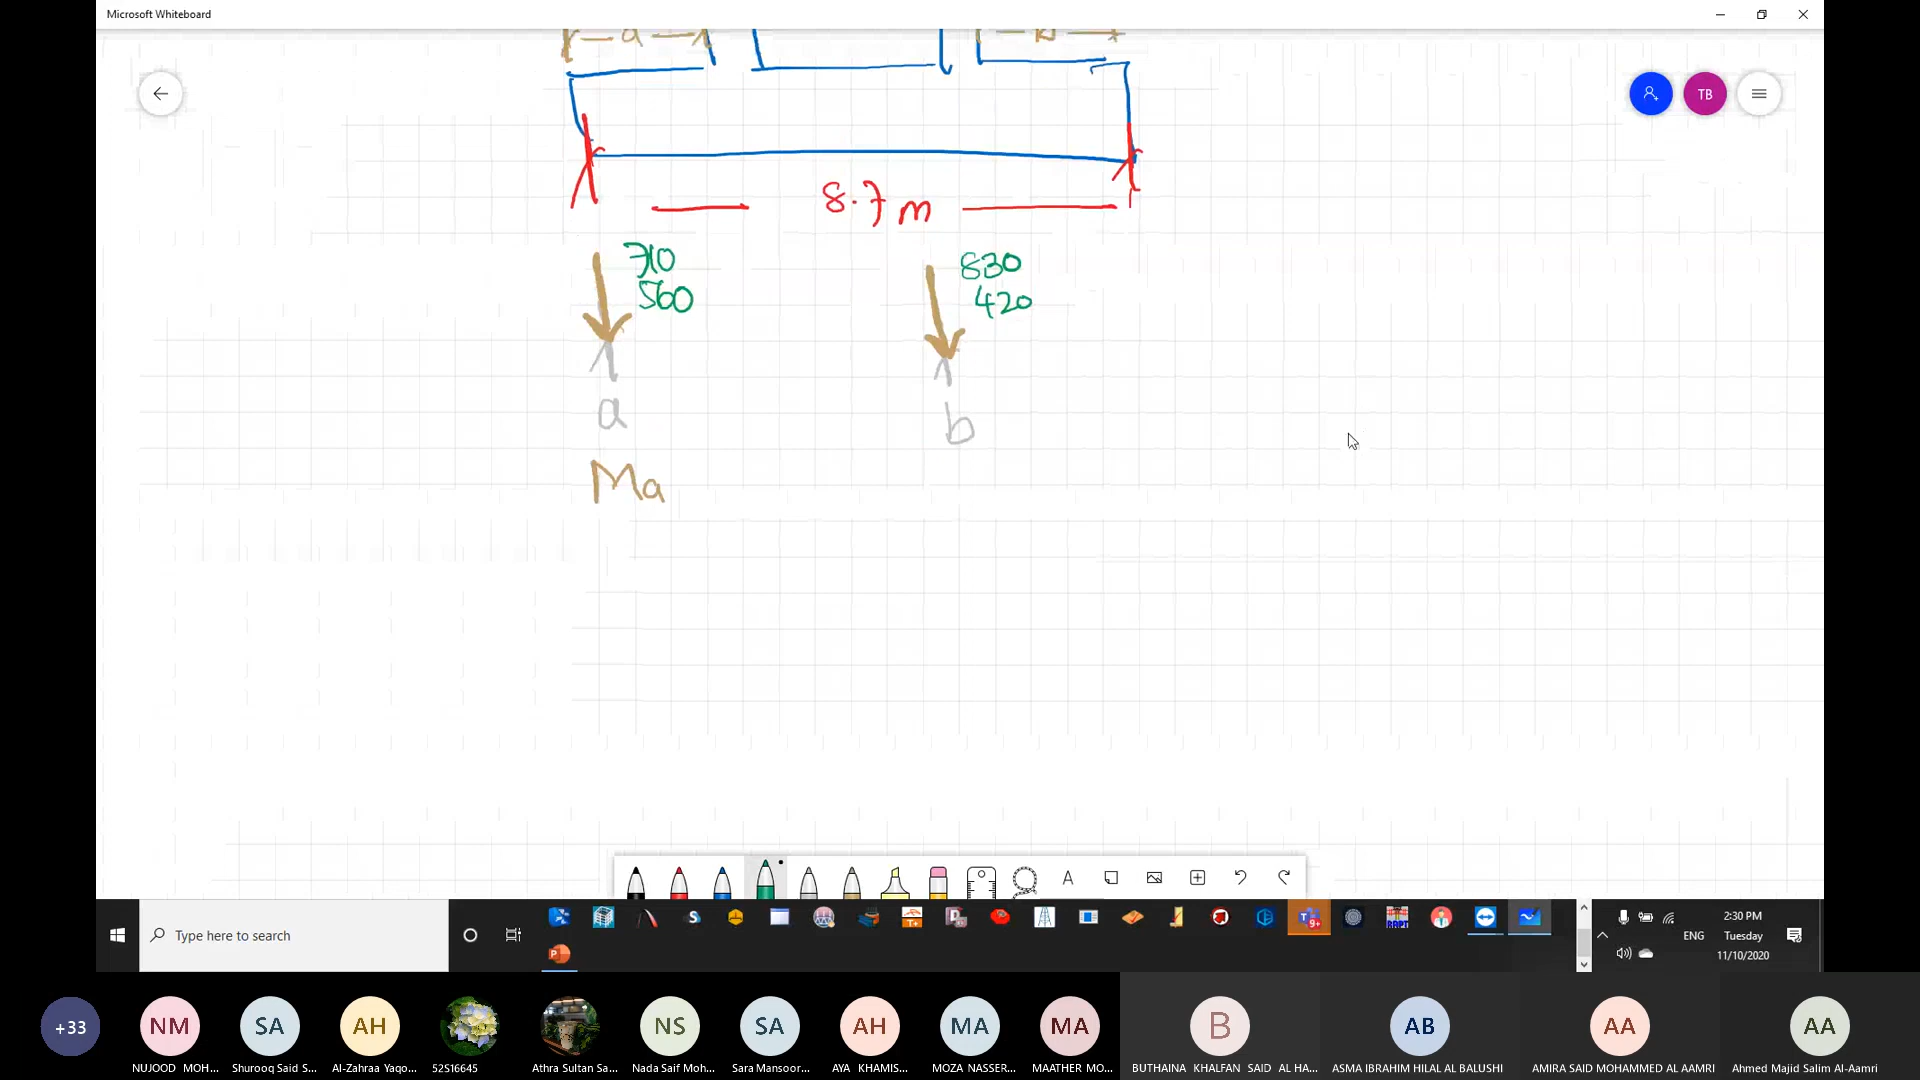 Microsoft Whiteboard
a
TB
8.7 m
710
560
830
420
a
b
Ma
A
Type here to search
ENG
2:30 PM
Tuesday
11/10/2020
+33
NM
SA
AH
NS
SA
AH
MA
MA
B
AB
AA
AA
NUJOOD MOH...
Shurooq Said S...
Al-Zahraa Yaqo...
52S16645
Athra Sultan Sa...
Nada Saif Moh...
Sara Mansoor...
AYA KHAMIS...
MOZA NASSER...
MAATHER MO...
BUTHAINA KHALFAN SAID AL HA...
ASMA IBRAHIM HILAL AL BALUSHI
AMIRA SAID MOHAMMED AL AAMRI
Ahmed Majid Salim Al-Aamri